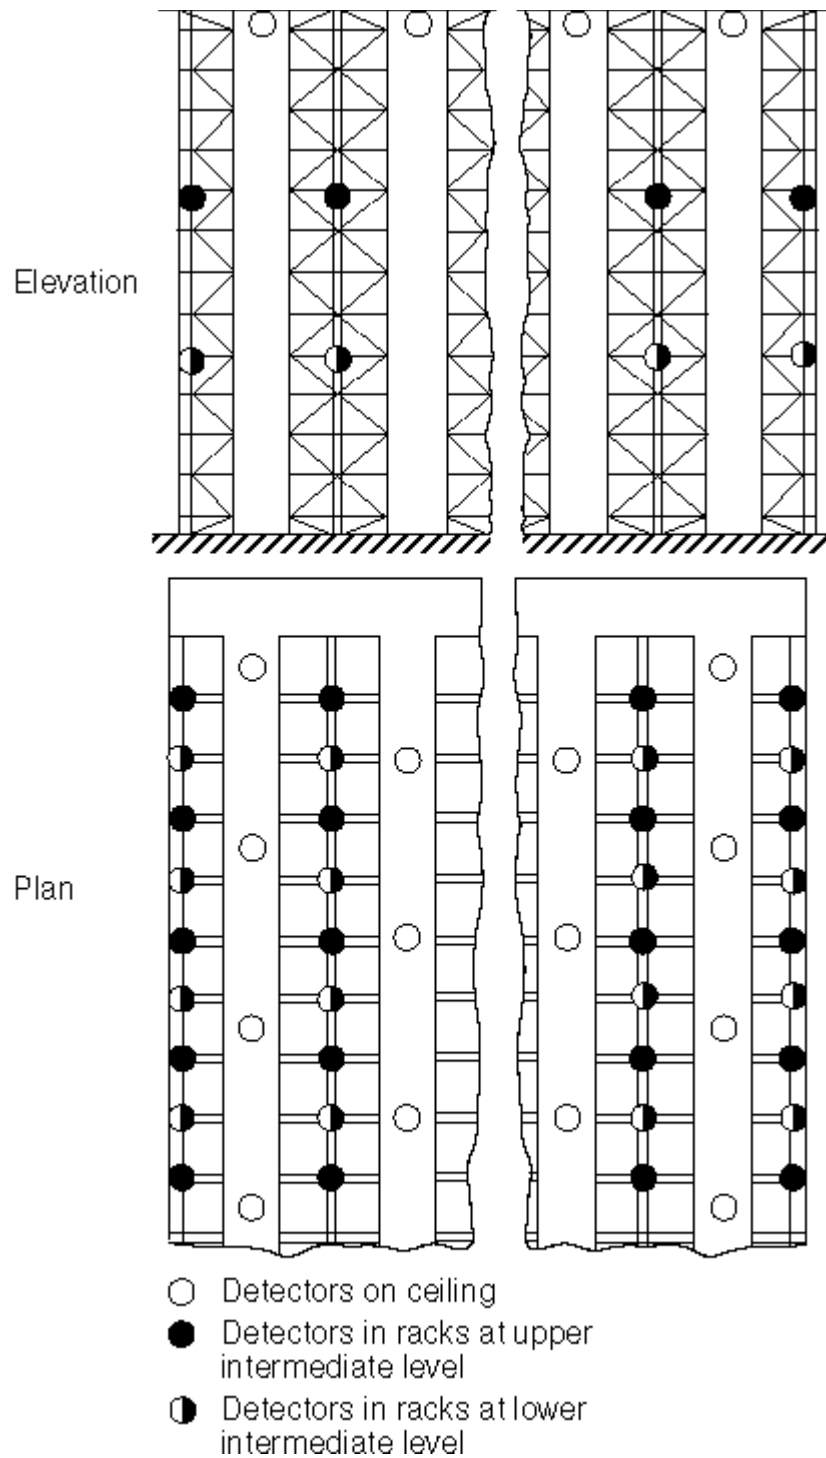 Elevation
Plan
Detectors on ceiling
Detectors in racks at upper
intermediate level
Detectors in racks at lower
intermediate level